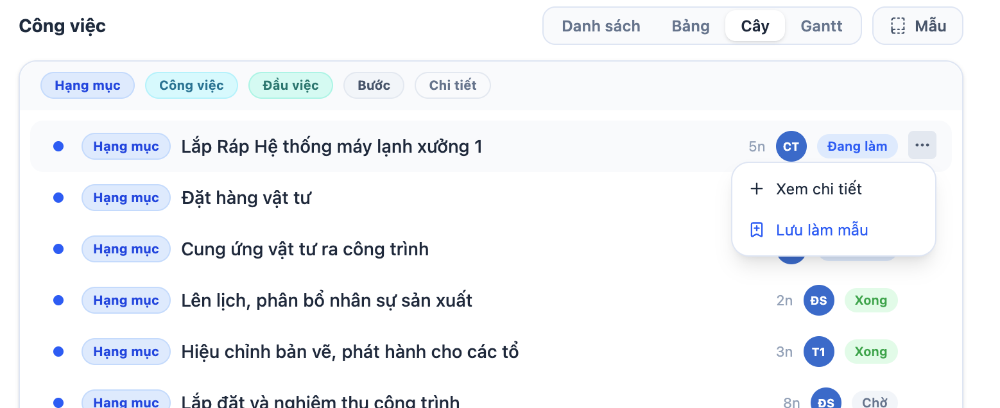 Công việc
Danh sách Bảng Cây Gantt Mẫu
Hạng mục Công việc Đầu việc Bước Chi tiết
Hạng mục Lắp Ráp Hệ thống máy lạnh xưởng 1 5n CT Đang làm ...
Xem chi tiết
Hạng mục Đặt hàng vật tư
Lưu làm mẫu
Hạng mục Cung ứng vật tư ra công trình
Hạng mục Lên lịch, phân bổ nhân sự sản xuất 2n ĐS Xong
Hạng mục Hiệu chỉnh bản vẽ, phát hành cho các tổ 3n T1 Xong
Hạng mục Lắp đặt và nghiệm thu công trình 8n ĐS Chờ